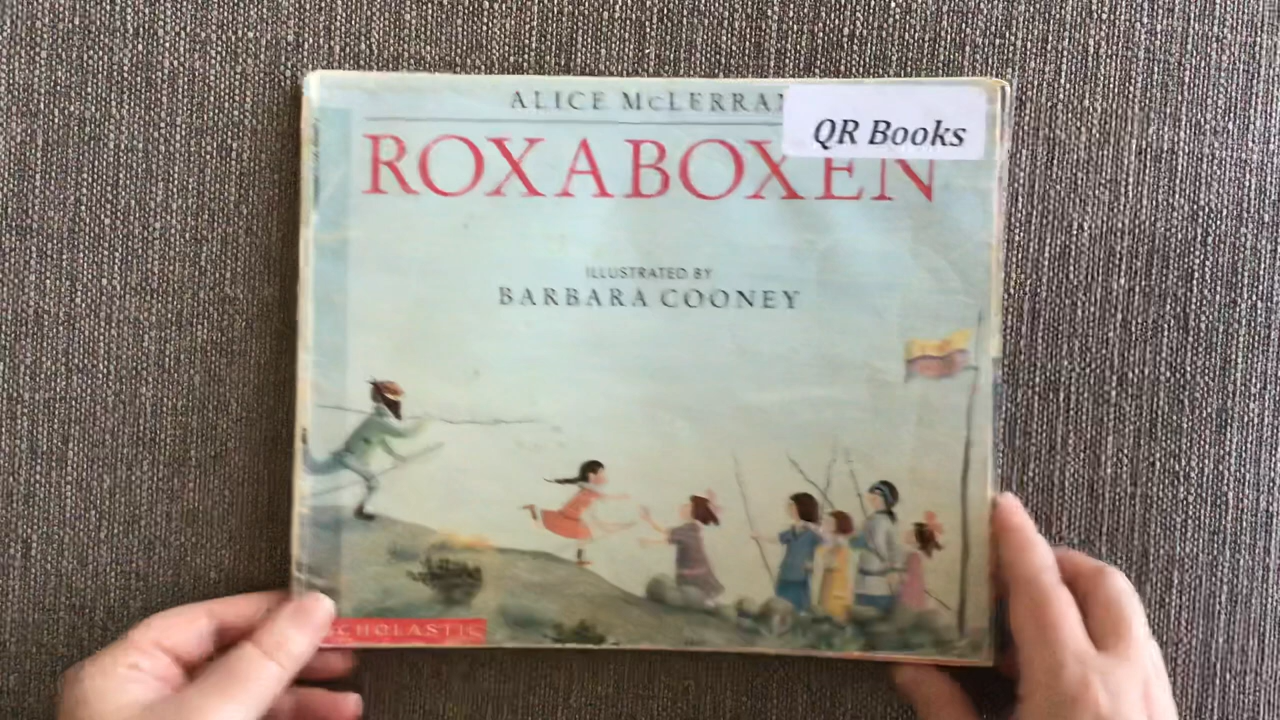 ALICE McLERRAN
QR Books
ROXABOXEN
ILLUSTRATED BY
BARBARA COONEY
SCHOLASTIC